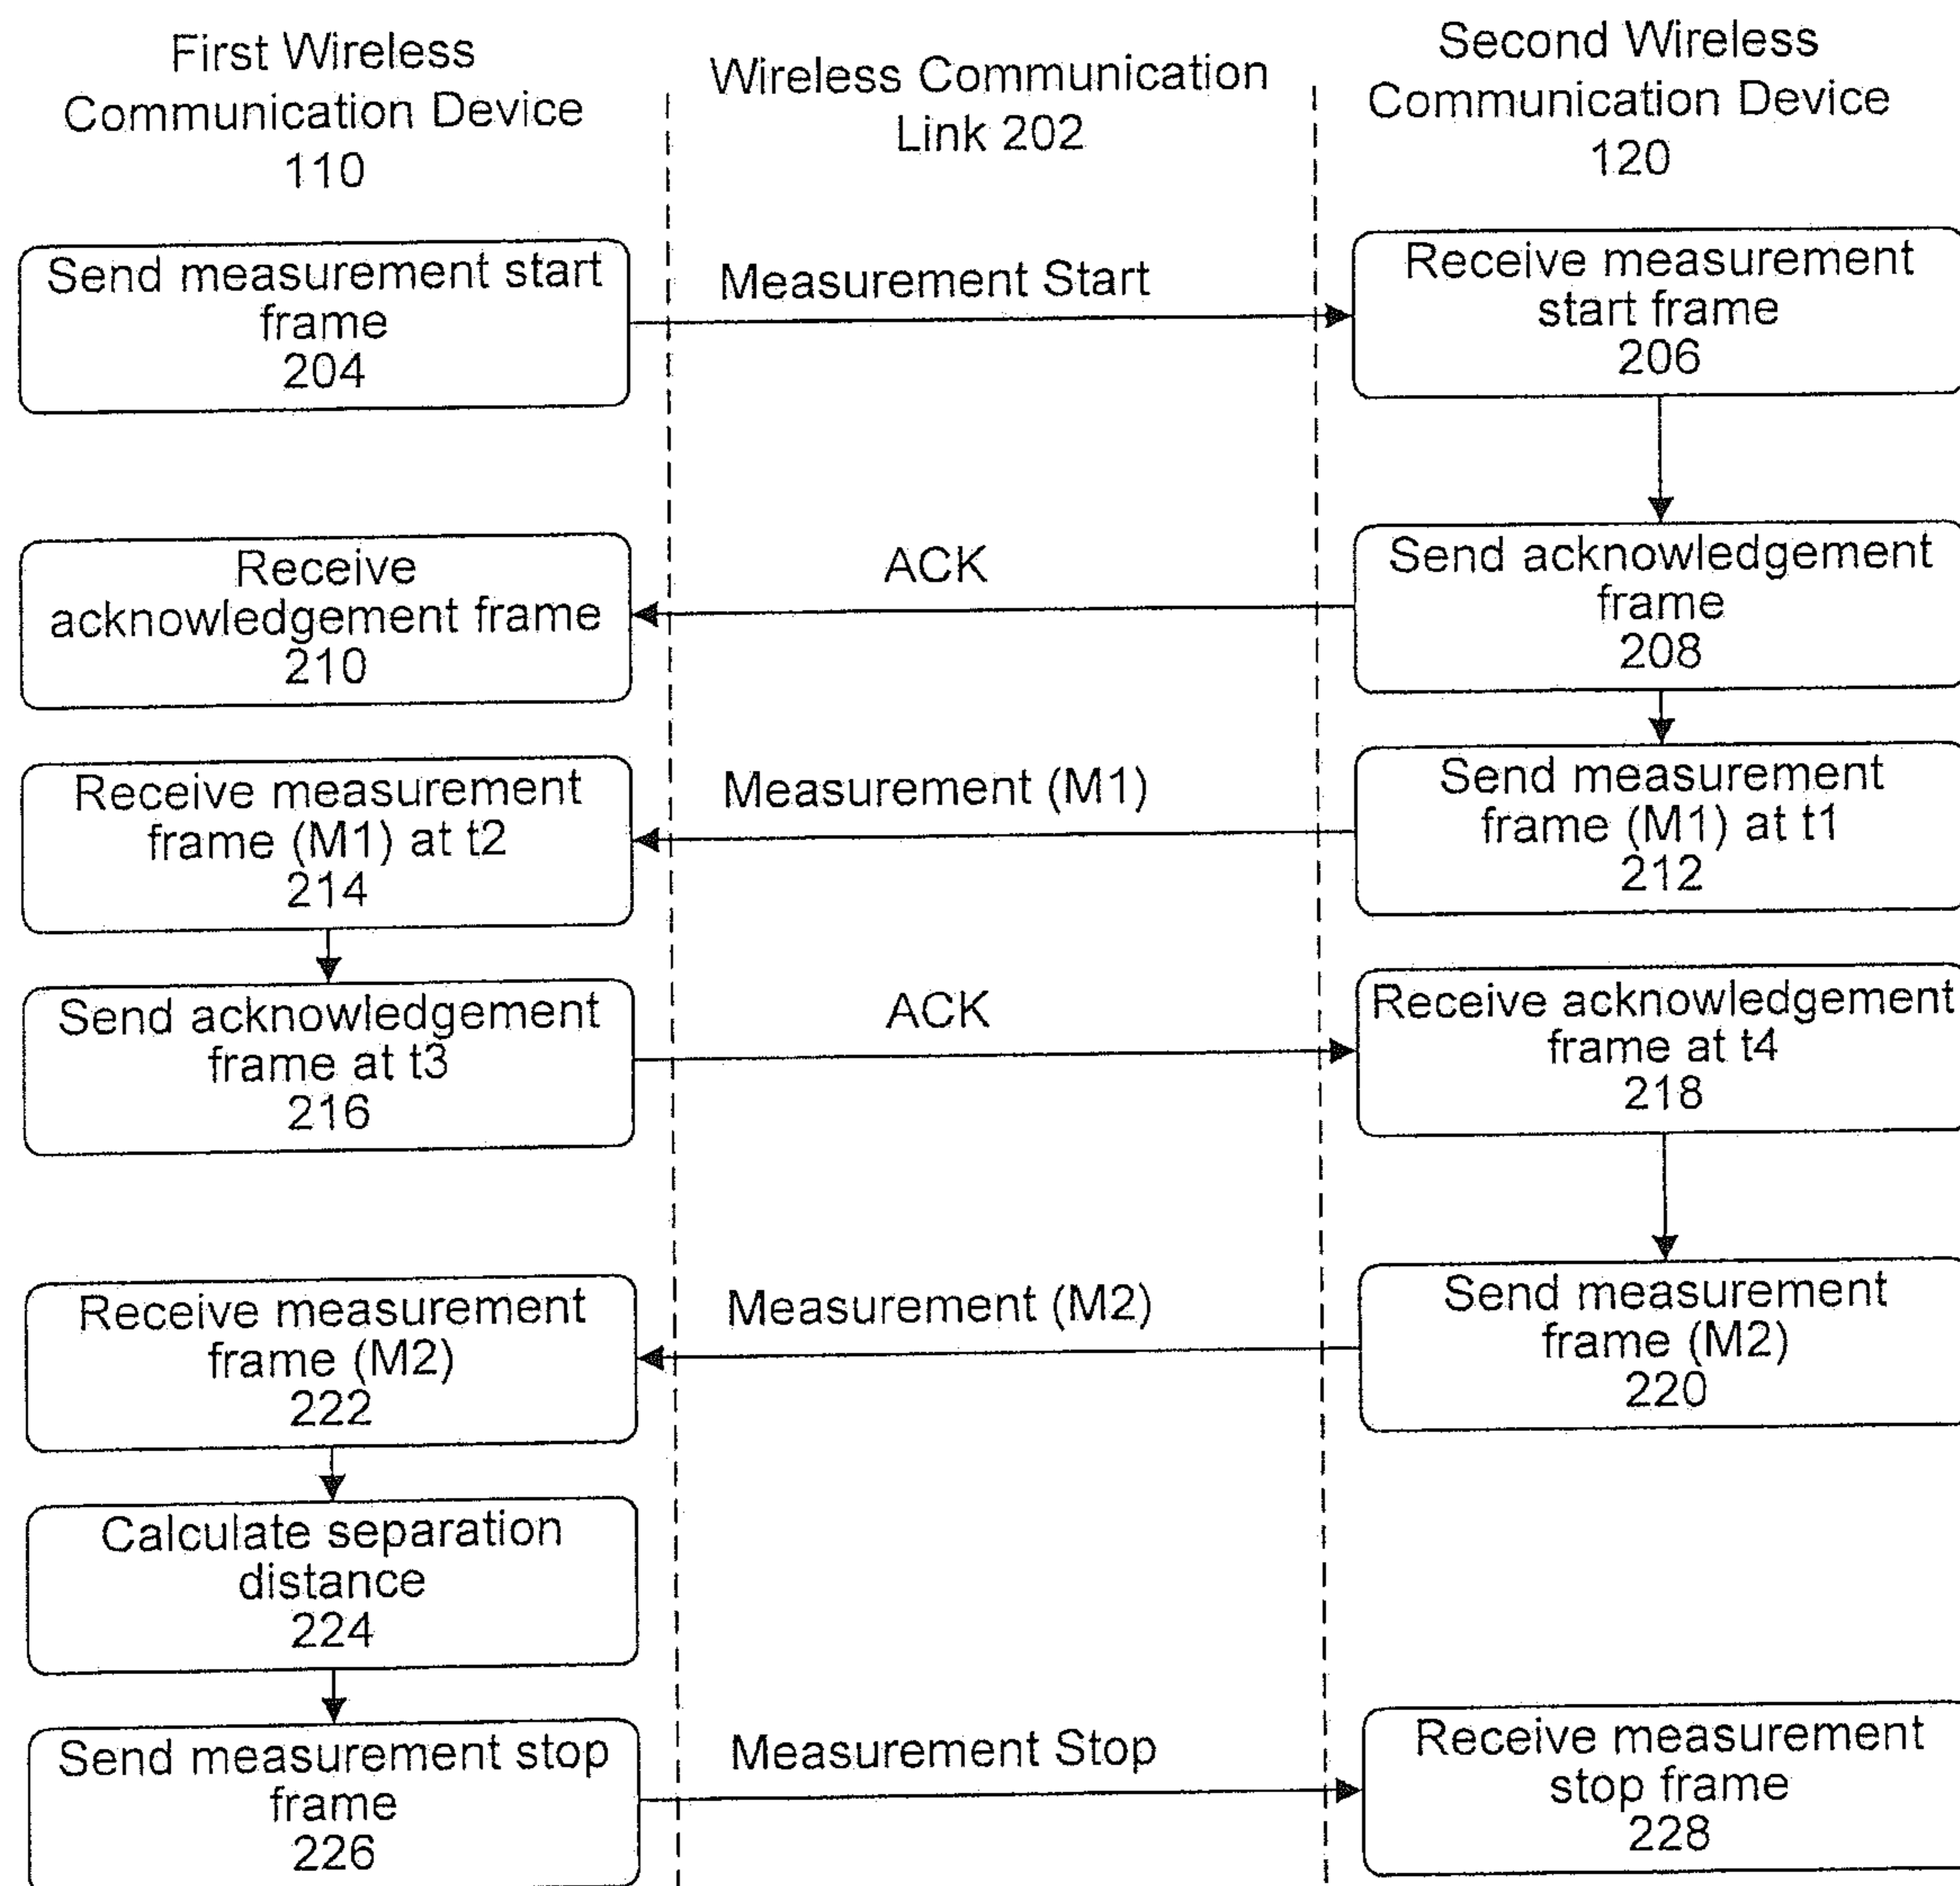 First Wireless
Communication Device
110
Wireless Communication
Link 202
Second Wireless
Communication Device
120
Send measurement start
frame
204
Measurement Start
Receive measurement
start frame
206
Receive
acknowledgement frame
210
ACK
Send acknowledgement
frame
208
Receive measurement
frame (M1) at t2
214
Measurement (M1)
Send measurement
frame (M1) at t1
212
Send acknowledgement
frame at t3
216
ACK
Receive acknowledgement
frame at t4
218
Receive measurement
frame (M2)
222
Measurement (M2)
Send measurement
frame (M2)
220
Calculate separation
distance
224
Send measurement stop
frame
226
Measurement Stop
Receive measurement
stop frame
228